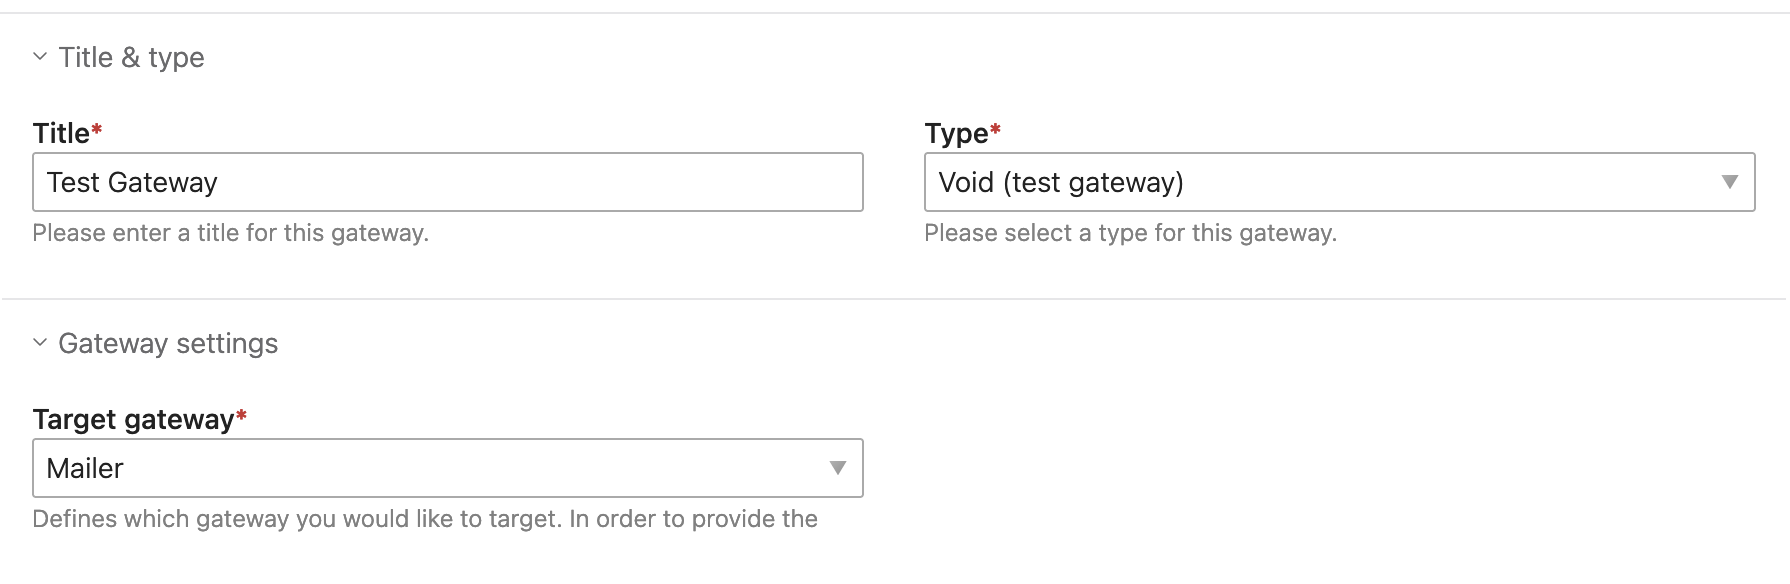 Title & type
Title*
Type*
Test Gateway
Void (test gateway)
Please enter a title for this gateway.
Please select a type for this gateway.
Gateway settings
Target gateway*
Mailer
Defines which gateway you would like to target. In order to provide the